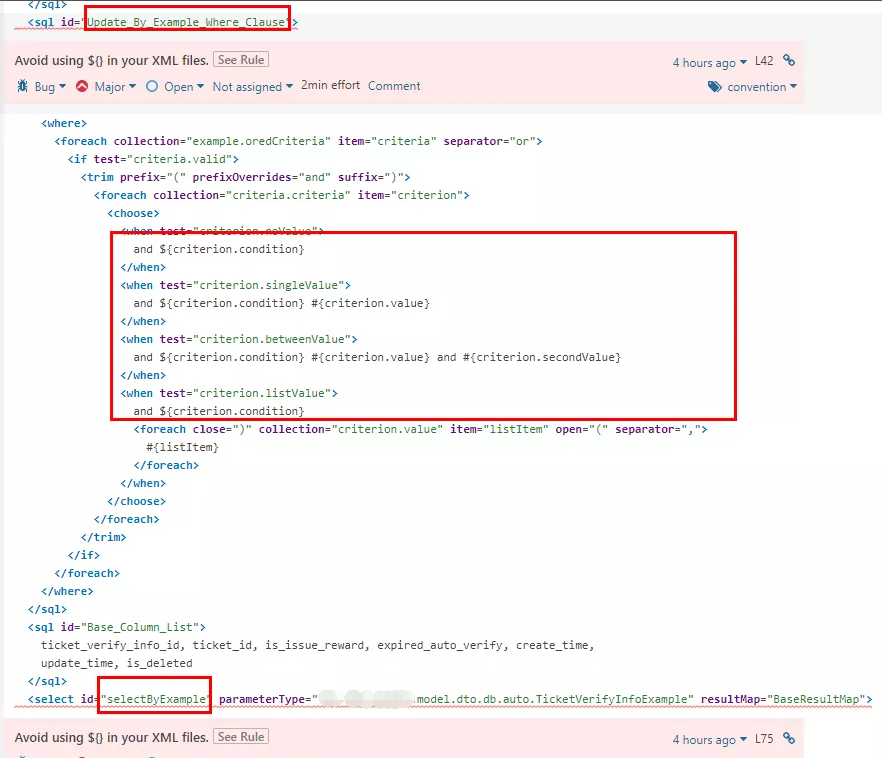 </sql>
<sql id="Update_By_Example_Where_Clause">
Avoid using ${} in your XML files. See Rule
4 hours ago L42
Bug Major Open Not assigned 2min effort Comment
convention
<where>
<foreach collection="example.oredCriteria" item="criteria" separator="or">
<if test="criteria.valid">
<trim prefix="(" prefixOverrides="and" suffix=")">
<foreach collection="criteria.criteria" item="criterion">
<choose>
<when test="criterion.noValue">
and ${criterion.condition}
</when>
<when test="criterion.singleValue">
and ${criterion.condition} #{criterion.value}
</when>
<when test="criterion.betweenValue">
and ${criterion.condition} #{criterion.value} and #{criterion.secondValue}
</when>
<when test="criterion.listValue">
and ${criterion.condition}
<foreach close=")" collection="criterion.value" item="listItem" open="(" separator=",">
#{listItem}
</foreach>
</when>
</choose>
</foreach>
</trim>
</if>
</foreach>
</where>
</sql>
<sql id="Base_Column_List">
ticket_verify_info_id, ticket_id, is_issue_reward, expired_auto_verify, create_time,
update_time, is_deleted
</sql>
<select id="selectByExample" parameterType=" .model.dto.db.auto.TicketVerifyInfoExample" resultMap="BaseResultMap">
Avoid using ${} in your XML files. See Rule
4 hours ago L75